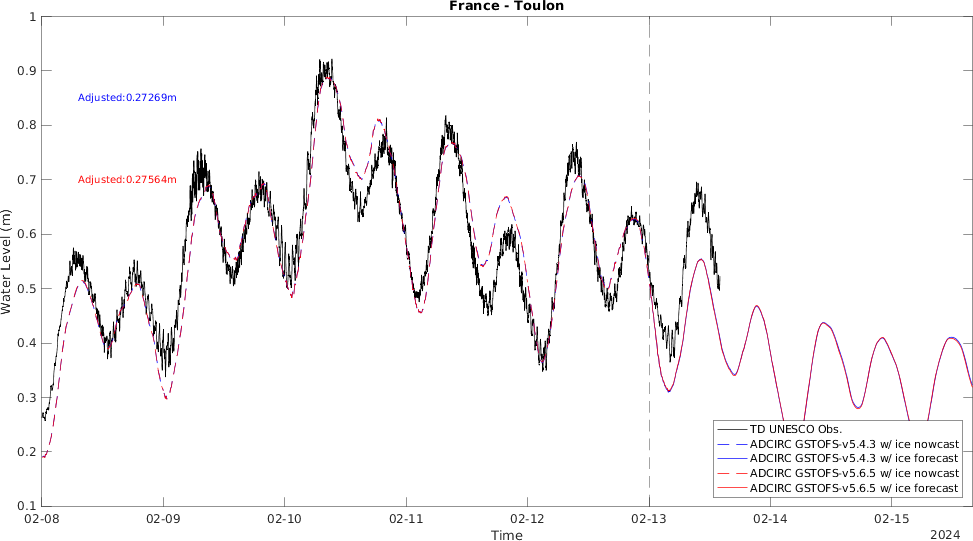 France - Toulon
Water Level (m)
1
0.9
0.8
0.7
0.6
0.5
0.4
0.3
0.2
0.1
Adjusted:0.27269m
Adjusted:0.27564m
TD UNESCO Obs.
ADCIRC GSTOFS-v5.4.3 w/ ice nowcast
ADCIRC GSTOFS-v5.4.3 w/ ice forecast
ADCIRC GSTOFS-v5.6.5 w/ ice nowcast
ADCIRC GSTOFS-v5.6.5 w/ ice forecast
02-08 02-09 02-10 02-11 02-12 02-13 02-14 02-15
Time
2024